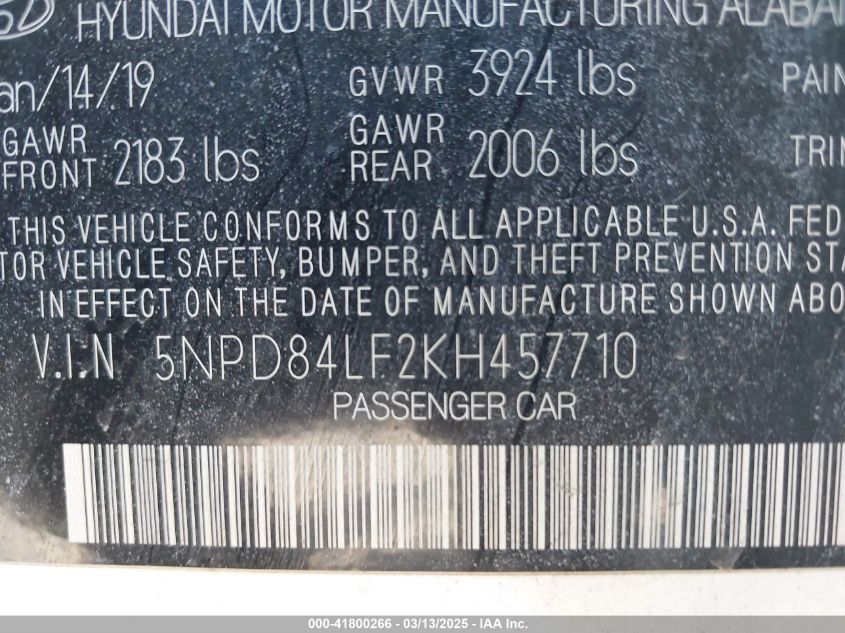 HYUNDAI MOTOR MANUFACTURING ALABA
an/14/19 GVWR 3924 lbs PAIN
GAWR FRONT 2183 lbs GAWR REAR 2006 lbs TRI
THIS VEHICLE CONFORMS TO ALL APPLICABLE U.S.A. FED
TOR VEHICLE SAFETY, BUMPER, AND THEFT PREVENTION STA
IN EFFECT ON THE DATE OF MANUFACTURE SHOWN ABO
V.I.N 5NPD84LF2KH457710
PASSENGER CAR
000-41800266 - 03/13/2025 - IAA Inc.